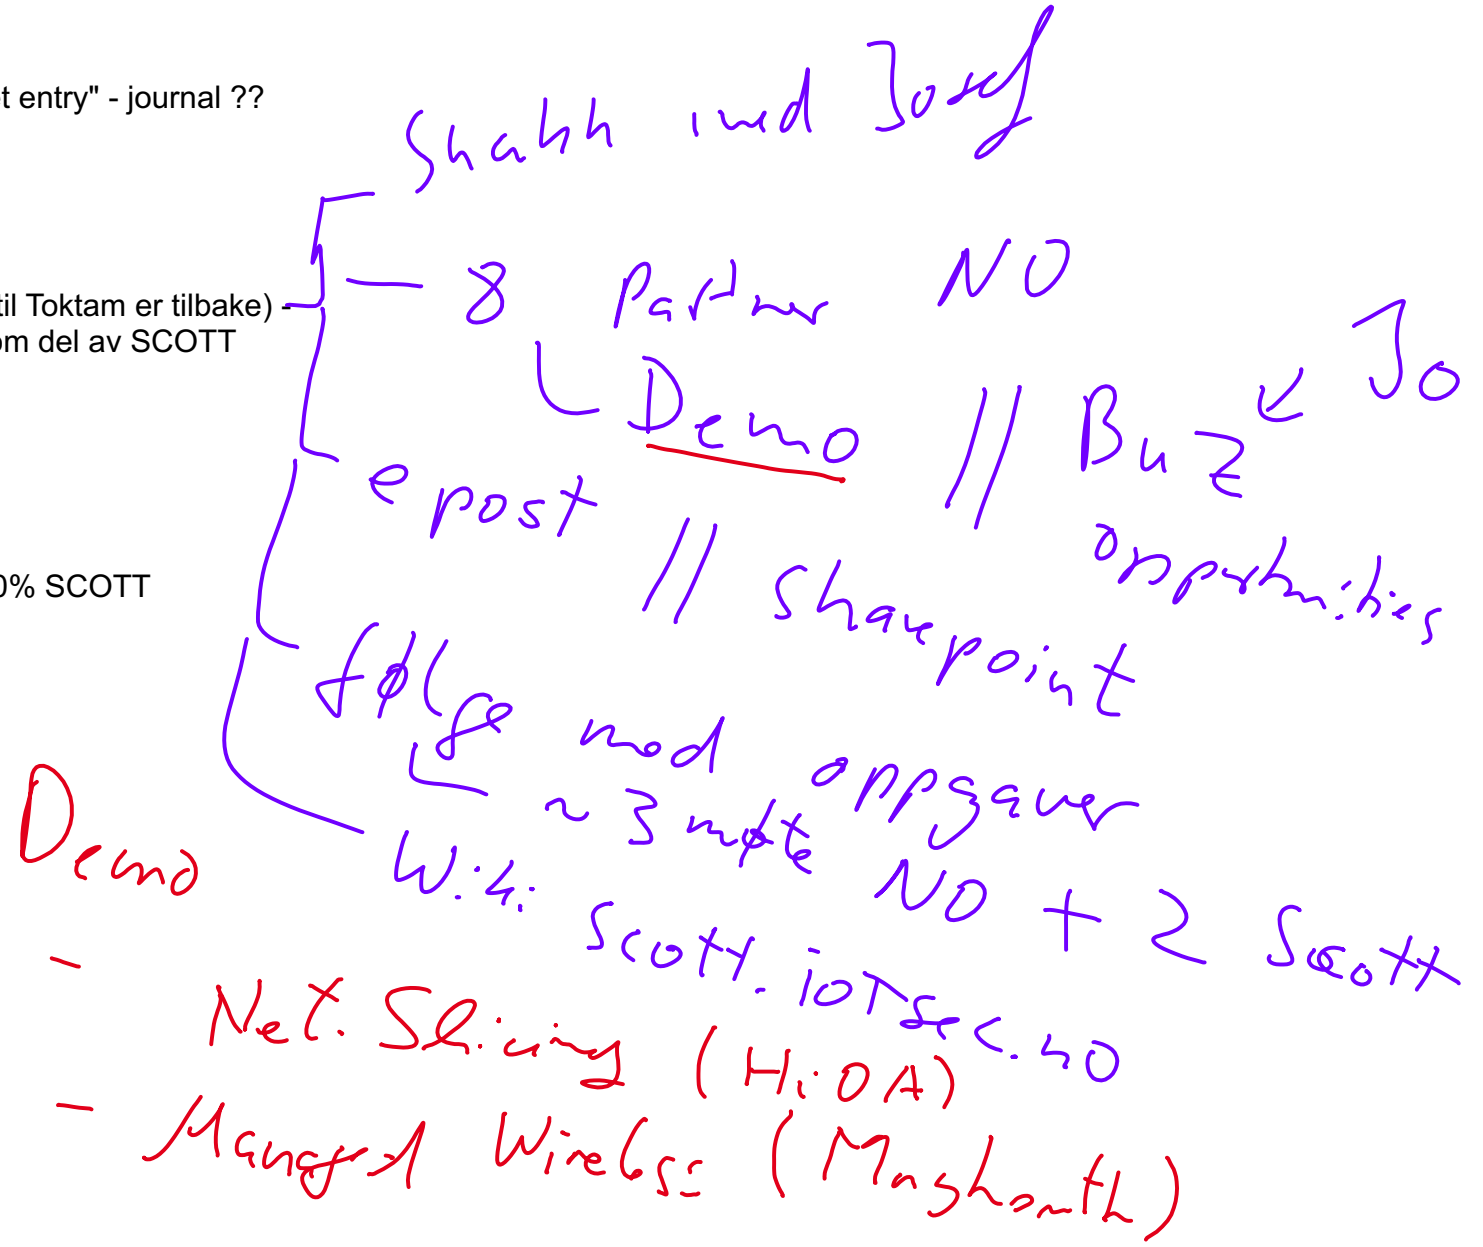 t entry" - journal ??
Snakk med Josef
8 Partner NO
til Toktam er tilbake) -
om del av SCOTT
Demo // Buz ↙ Jo
opportunities
epost // sharepoint
0% SCOTT
følge med oppgaver
~ 3 møte NO + 2 Scott
Wiki Scott.ioTSec.no
Demo
- Net. Slicing (HiOA)
- Managed Wireless ( )